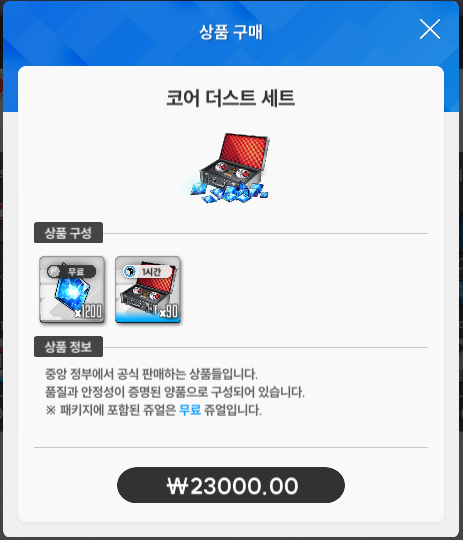 상품 구매
코어 더스트 세트
상품 구성
무료
1시간
x1200
x90
상품 정보
중앙 정부에서 공식 판매하는 상품들입니다.
품질과 안정성이 증명된 양품으로 구성되어 있습니다.
※ 패키지에 포함된 쥬얼은 무료 쥬얼입니다.
₩23000.00